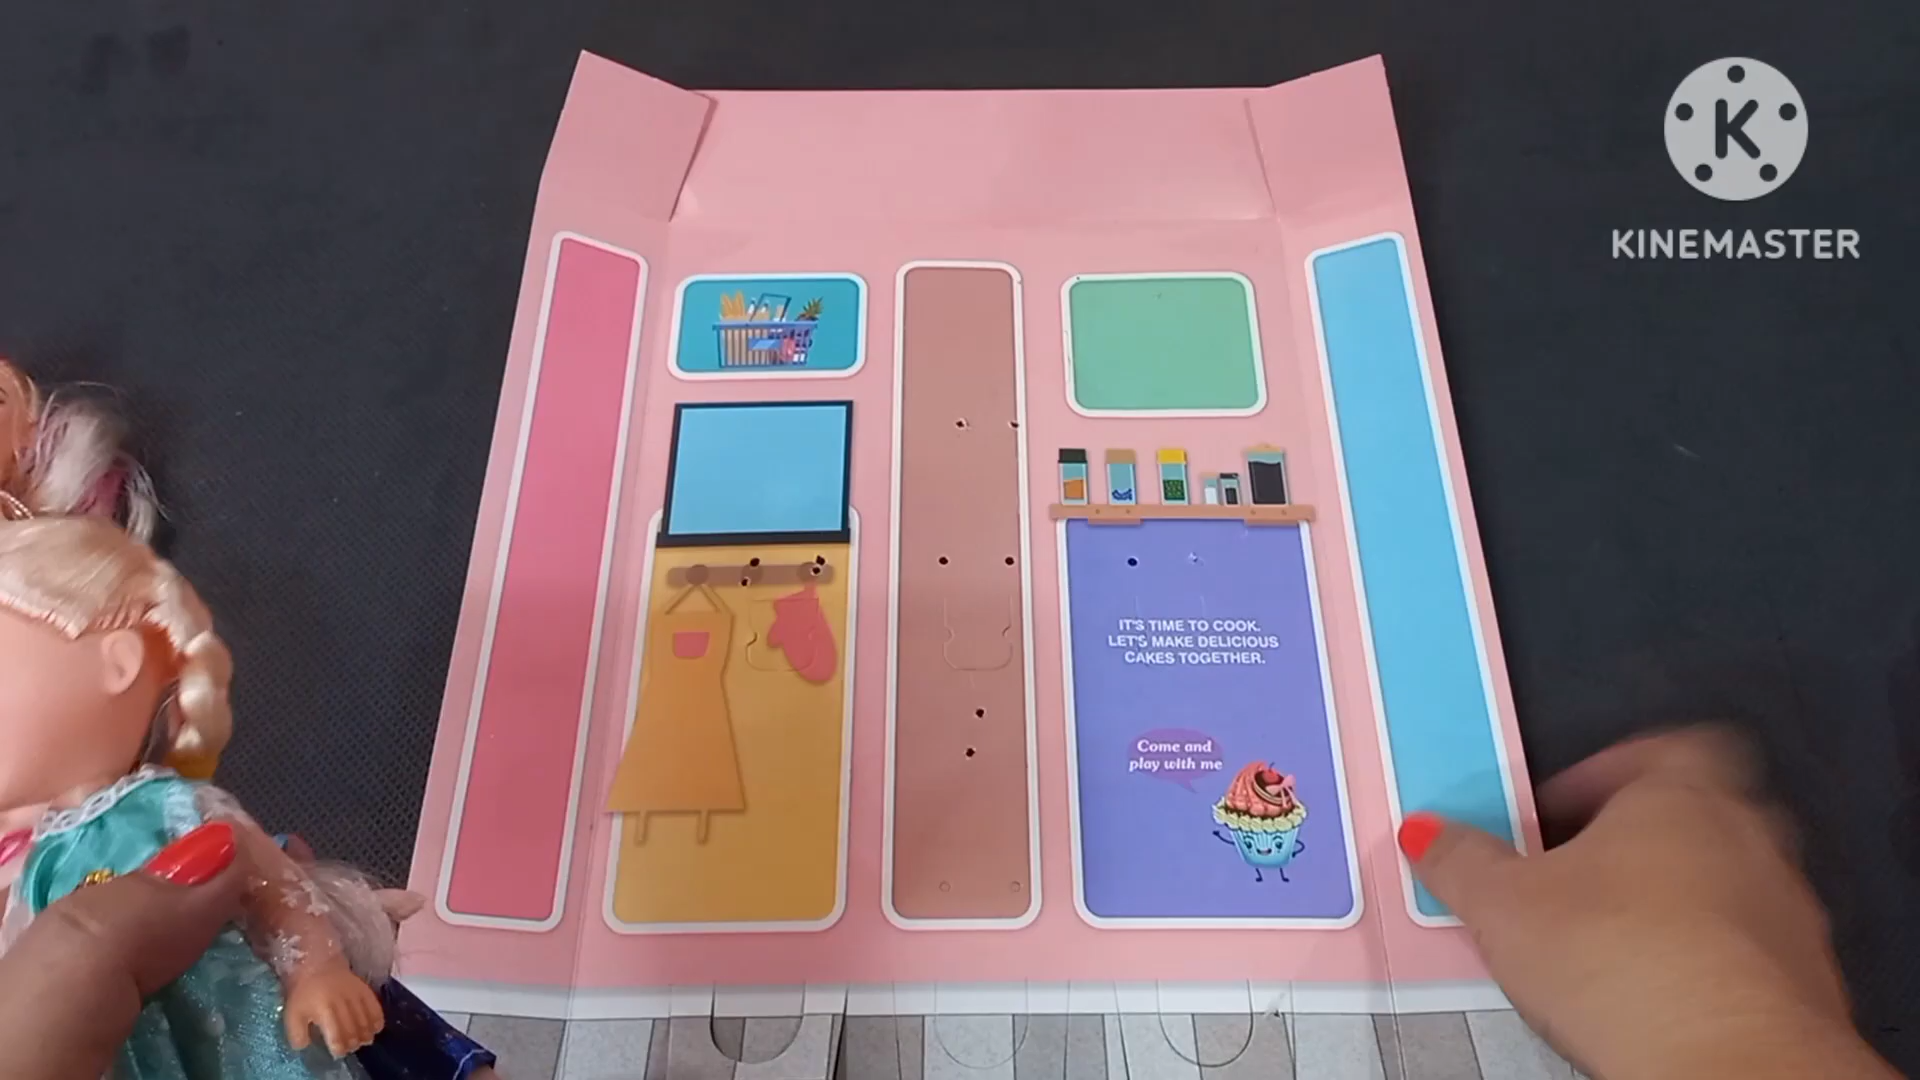 K
KINEMASTER
IT'S TIME TO COOK.
LET'S MAKE DELICIOUS
CAKES TOGETHER.
Come and
play with me